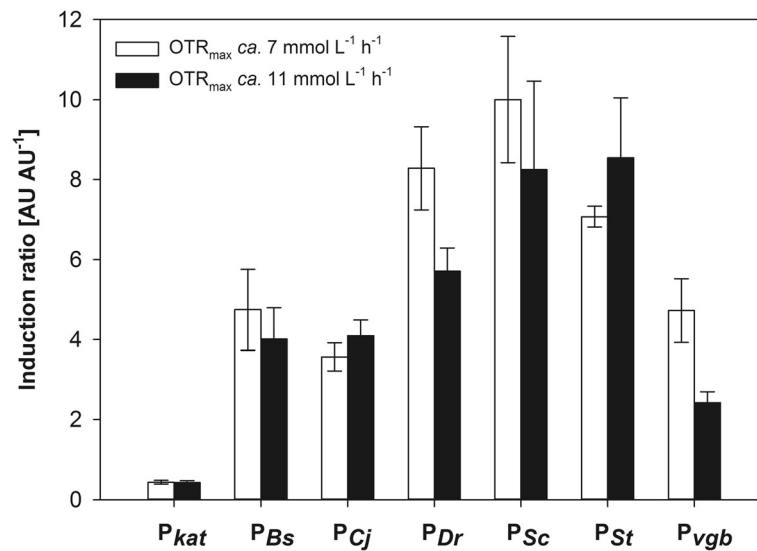 12
10
8
6
4
2
0
Induction ratio [AU AU⁻¹]
OTRmax ca. 7 mmol L⁻¹ h⁻¹
OTRmax ca. 11 mmol L⁻¹ h⁻¹
Pkat PBs PCj PDr PSc PSt Pvgb